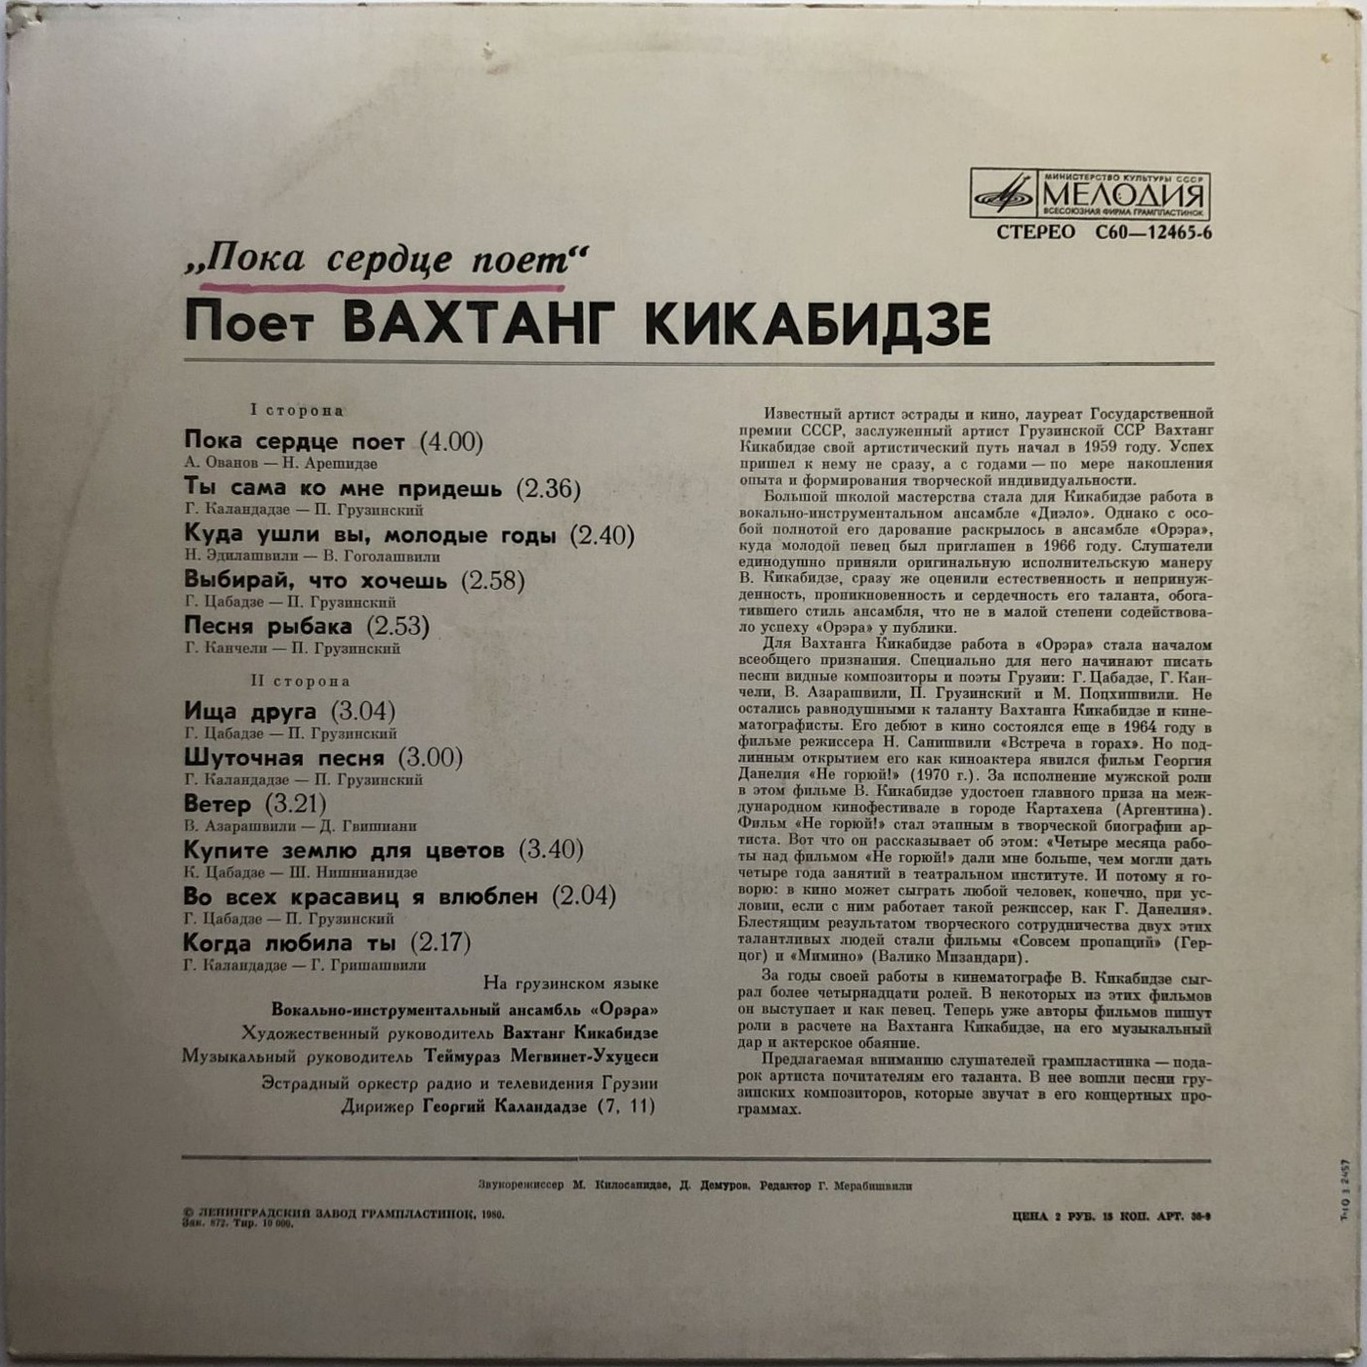 МИНИСТЕРСТВО КУЛЬТУРЫ СССР
МЕЛОДИЯ
ВСЕСОЮЗНАЯ ФИРМА ГРАМПЛАСТИНОК
СТЕРЕО С60—12465-6
„Пока сердце поет“
Поет ВАХТАНГ КИКАБИДЗЕ
I сторона
Пока сердце поет (4.00)
А. Ованов — Н. Арешидзе
Ты сама ко мне придешь (2.36)
Г. Каландадзе — П. Грузинский
Куда ушли вы, молодые годы (2.40)
Н. Эдилашвили — В. Гоголашвили
Выбирай, что хочешь (2.58)
Г. Цабадзе — П. Грузинский
Песня рыбака (2.53)
Г. Канчели — П. Грузинский
II сторона
Ища друга (3.04)
Г. Цабадзе — П. Грузинский
Шуточная песня (3.00)
Г. Каландадзе — П. Грузинский
Ветер (3.21)
В. Азарашвили — Д. Гвишиани
Купите землю для цветов (3.40)
К. Цабадзе — Ш. Нишнианидзе
Во всех красавиц я влюблен (2.04)
Г. Цабадзе — П. Грузинский
Когда любила ты (2.17)
Г. Каландадзе — Г. Гришашвили
На грузинском языке
Вокально-инструментальный ансамбль «Орэра»
Художественный руководитель Вахтанг Кикабидзе
Музыкальный руководитель Теймураз Мегвинет-Ухуцеси
Эстрадный оркестр радио и телевидения Грузии
Дирижер Георгий Каландадзе (7, 11)
Известный артист эстрады и кино, лауреат Государственной
премии СССР, заслуженный артист Грузинской ССР Вахтанг
Кикабидзе свой артистический путь начал в 1959 году. Успех
пришел к нему не сразу, а с годами — по мере накопления
опыта и формирования творческой индивидуальности.
Большой школой мастерства стала для Кикабидзе работа в
вокально-инструментальном ансамбле «Диэло». Однако с осо-
бой полнотой его дарование раскрылось в ансамбле «Орэра»,
куда молодой певец был приглашен в 1966 году. Слушатели
единодушно приняли оригинальную исполнительскую манеру
В. Кикабидзе, сразу же оценили естественность и непринуж-
денность, проникновенность и сердечность его таланта, обога-
тившего стиль ансамбля, что не в малой степени содействова-
ло успеху «Орэра» у публики.
Для Вахтанга Кикабидзе работа в «Орэра» стала началом
всеобщего признания. Специально для него начинают писать
песни видные композиторы и поэты Грузии: Г. Цабадзе, Г. Кан-
чели, В. Азарашвили, П. Грузинский и М. Поцхишвили. Не
остались равнодушными к таланту Вахтанга Кикабидзе и кине-
матографисты. Его дебют в кино состоялся еще в 1964 году в
фильме режиссера Н. Санишвили «Встреча в горах». Но под-
линным открытием его как киноактера явился фильм Георгия
Данелия «Не горюй!» (1970 г.). За исполнение мужской роли
в этом фильме В. Кикабидзе удостоен главного приза на меж-
дународном кинофестивале в городе Картахена (Аргентина).
Фильм «Не горюй!» стал этапным в творческой биографии ар-
тиста. Вот что он рассказывает об этом: «Четыре месяца рабо-
ты над фильмом «Не горюй!» дали мне больше, чем могли дать
четыре года занятий в театральном институте. И потому я го-
ворю: в кино может сыграть любой человек, конечно, при ус-
ловии, если с ним работает такой режиссер, как Г. Данелия».
Блестящим результатом творческого сотрудничества двух этих
талантливых людей стали фильмы «Совсем пропащий» (Гер-
цог) и «Мимино» (Валико Мизандари).
За годы своей работы в кинематографе В. Кикабидзе сыг-
рал более четырнадцати ролей. В некоторых из этих фильмов
он выступает и как певец. Теперь уже авторы фильмов пишут
роли в расчете на Вахтанга Кикабидзе, на его музыкальный
дар и актерское обаяние.
Предлагаемая вниманию слушателей грампластинка — пода-
рок артиста почитателям его таланта. В нее вошли песни гру-
зинских композиторов, которые звучат в его концертных про-
граммах.
Звукорежиссер М. Килосанидзе, Д. Демуров. Редактор Г. Мерабишвили
© ЛЕНИНГРАДСКИЙ ЗАВОД ГРАМПЛАСТИНОК, 1980.
Зак. 872. Тир. 10 000.
ЦЕНА 2 РУБ. 15 КОП. АРТ.